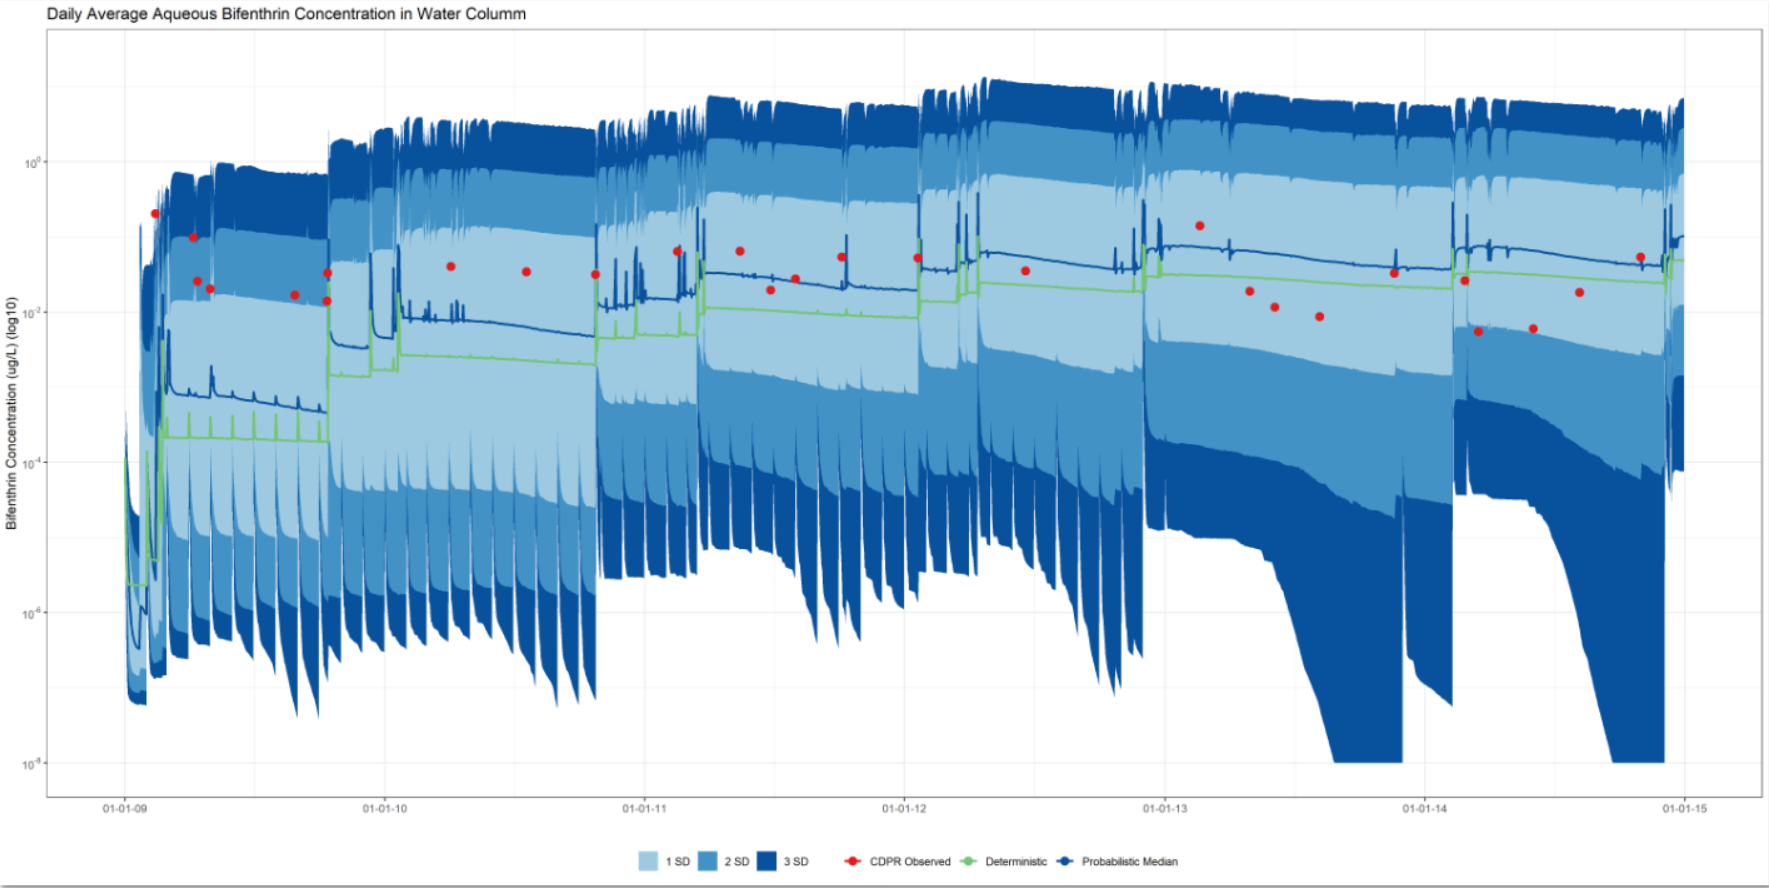 Daily Average Aqueous Bifenthrin Concentration in Water Columm
Bifenthrin Concentration (ug/L) (log10)
10⁰
10⁻²
10⁻⁴
10⁻⁶
10⁻⁸
01-01-09 01-01-10 01-01-11 01-01-12 01-01-13 01-01-14 01-01-15
1 SD 2 SD 3 SD CDPR Observed Deterministic Probabilistic Median